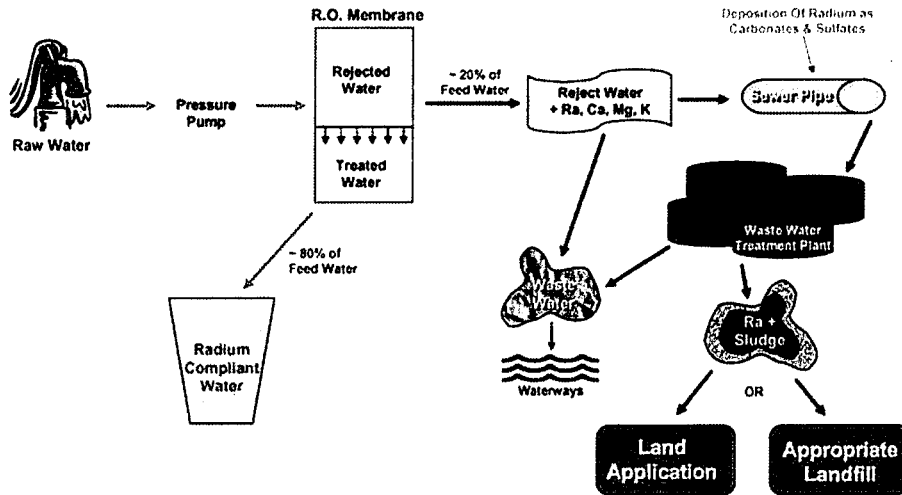 R.O. Membrane
Deposition Of Radium as
Carbonates & Sulfates
Raw Water
Pressure
Pump
Rejected
Water
Treated
Water
~ 20% of
Feed Water
Reject Water
+ Ra, Ca, Mg, K
Sewer Pipe
~ 80% of
Feed Water
Radium
Compliant
Water
Waste Water
Treatment Plant
Waste
Water
Waterways
Ra +
Sludge
OR
Land
Application
Appropriate
Landfill